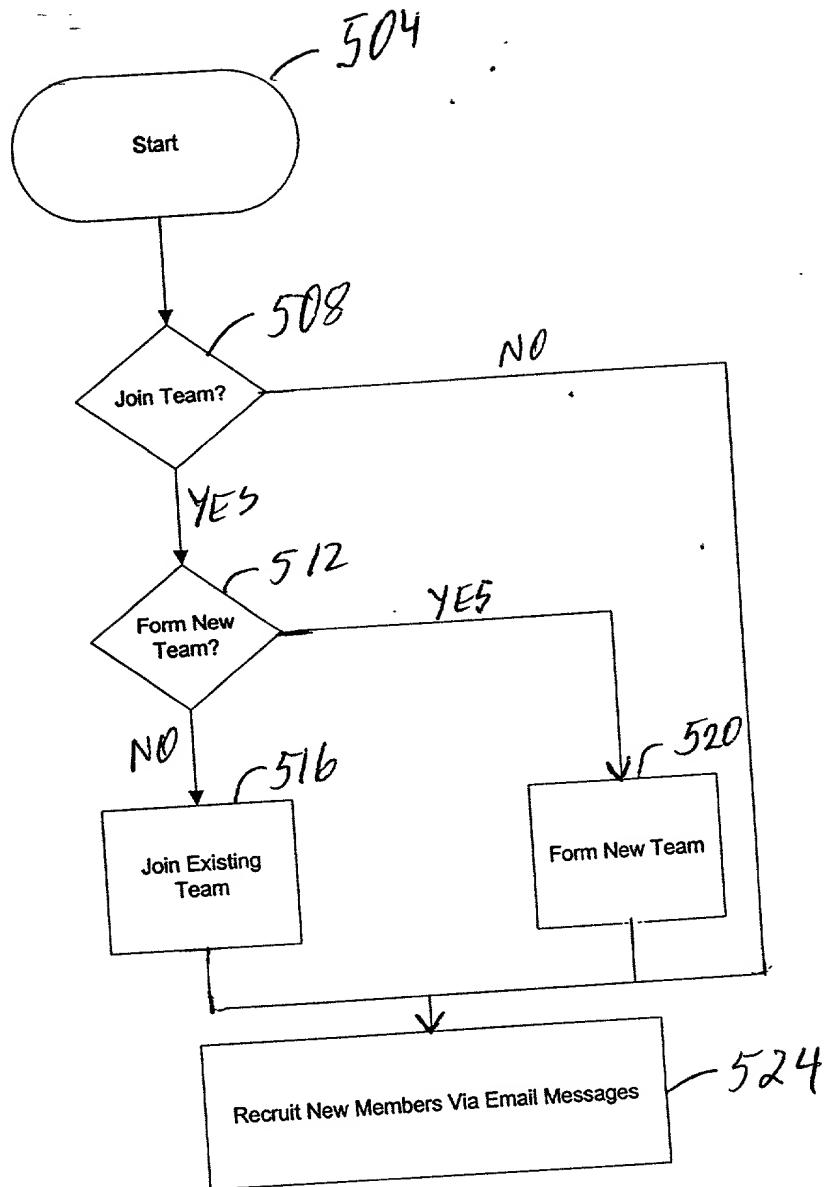 504
Start
508
NO
Join Team?
YES
512
YES
Form New
Team?
NO
516
520
Join Existing
Team
Form New Team
Recruit New Members Via Email Messages
524